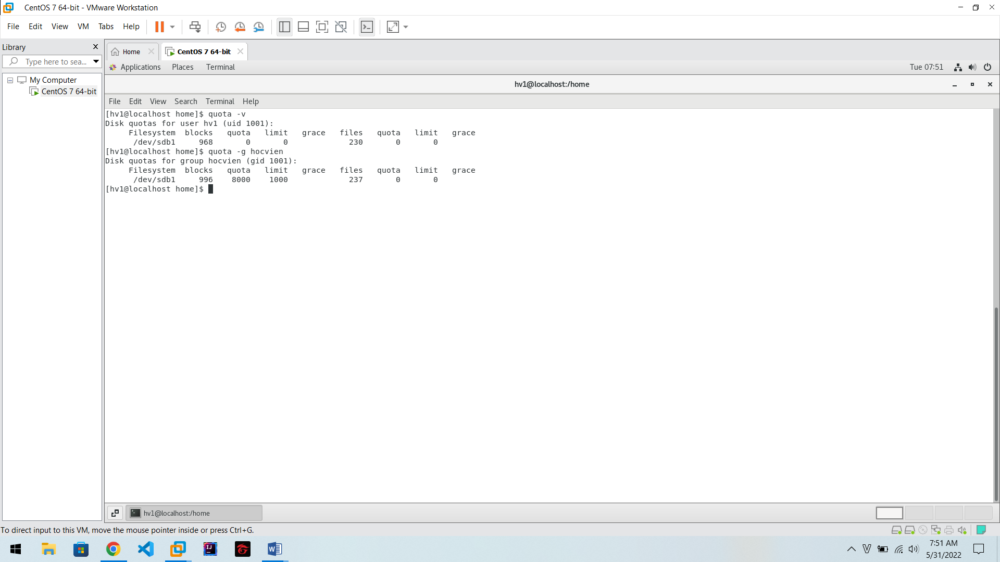 CentOS 7 64-bit - VMware Workstation
File Edit View VM Tabs Help
Library
Type here to sea...
My Computer
CentOS 7 64-bit
Home
CentOS 7 64-bit
Applications Places Terminal
Tue 07:51
hv1@localhost:/home
File Edit View Search Terminal Help
[hv1@localhost home]$ quota -v
Disk quotas for user hv1 (uid 1001):
     Filesystem  blocks   quota   limit   grace   files   quota   limit   grace
      /dev/sdb1     968       0       0             230       0       0
[hv1@localhost home]$ quota -g hocvien
Disk quotas for group hocvien (gid 1001):
     Filesystem  blocks   quota   limit   grace   files   quota   limit   grace
      /dev/sdb1     996    8000    1000             237       0       0
[hv1@localhost home]$
hv1@localhost:/home
To direct input to this VM, move the mouse pointer inside or press Ctrl+G.
7:51 AM
5/31/2022